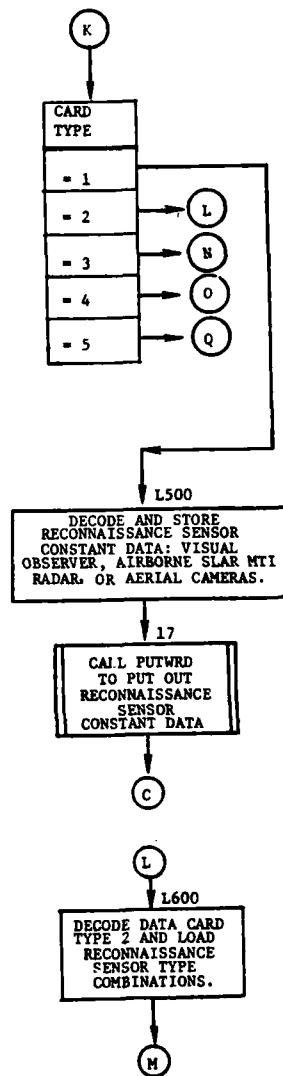 K
CARD
TYPE
= 1
= 2
L
= 3
N
= 4
O
= 5
Q
L500
DECODE AND STORE
RECONNAISSANCE SENSOR
CONSTANT DATA: VISUAL
OBSERVER, AIRBORNE SLAR MTI
RADAR, OR AERIAL CAMERAS.
17
CALL PUTWRD
TO PUT OUT
RECONNAISSANCE
SENSOR
CONSTANT DATA
C
L
L600
DECODE DATA CARD
TYPE 2 AND LOAD
RECONNAISSANCE
SENSOR TYPE
COMBINATIONS.
M